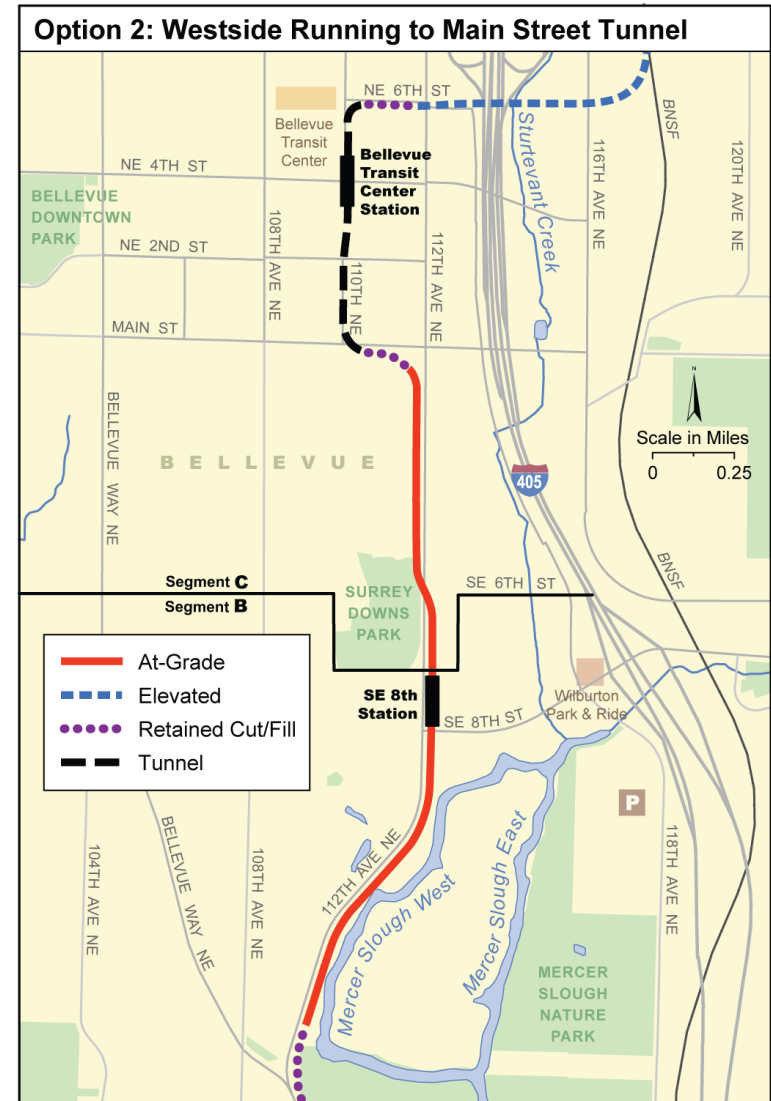 Option 2: Westside Running to Main Street Tunnel
NE 6TH ST
BNSF
Bellevue
Transit
Center
Sturtevant Creek
116TH AVE NE
120TH AVE NE
Bellevue
Transit
Center
Station
NE 4TH ST
BELLEVUE
DOWNTOWN
PARK
108TH AVE NE
110TH NE
112TH AVE NE
NE 2ND ST
MAIN ST
N
Scale in Miles
0 0.25
BELLEVUE WAY NE
BELLEVUE
405
BNSF
Segment C
Segment B
SE 6TH ST
SURREY
DOWNS
PARK
At-Grade
Elevated
Retained Cut/Fill
Tunnel
SE 8th
Station
SE 8TH ST
Wilburton
Park & Ride
P
104TH AVE NE
BELLEVUE WAY NE
108TH AVE NE
112TH AVE NE
Mercer Slough West
Mercer Slough East
118TH AVE NE
MERCER
SLOUGH
NATURE
PARK